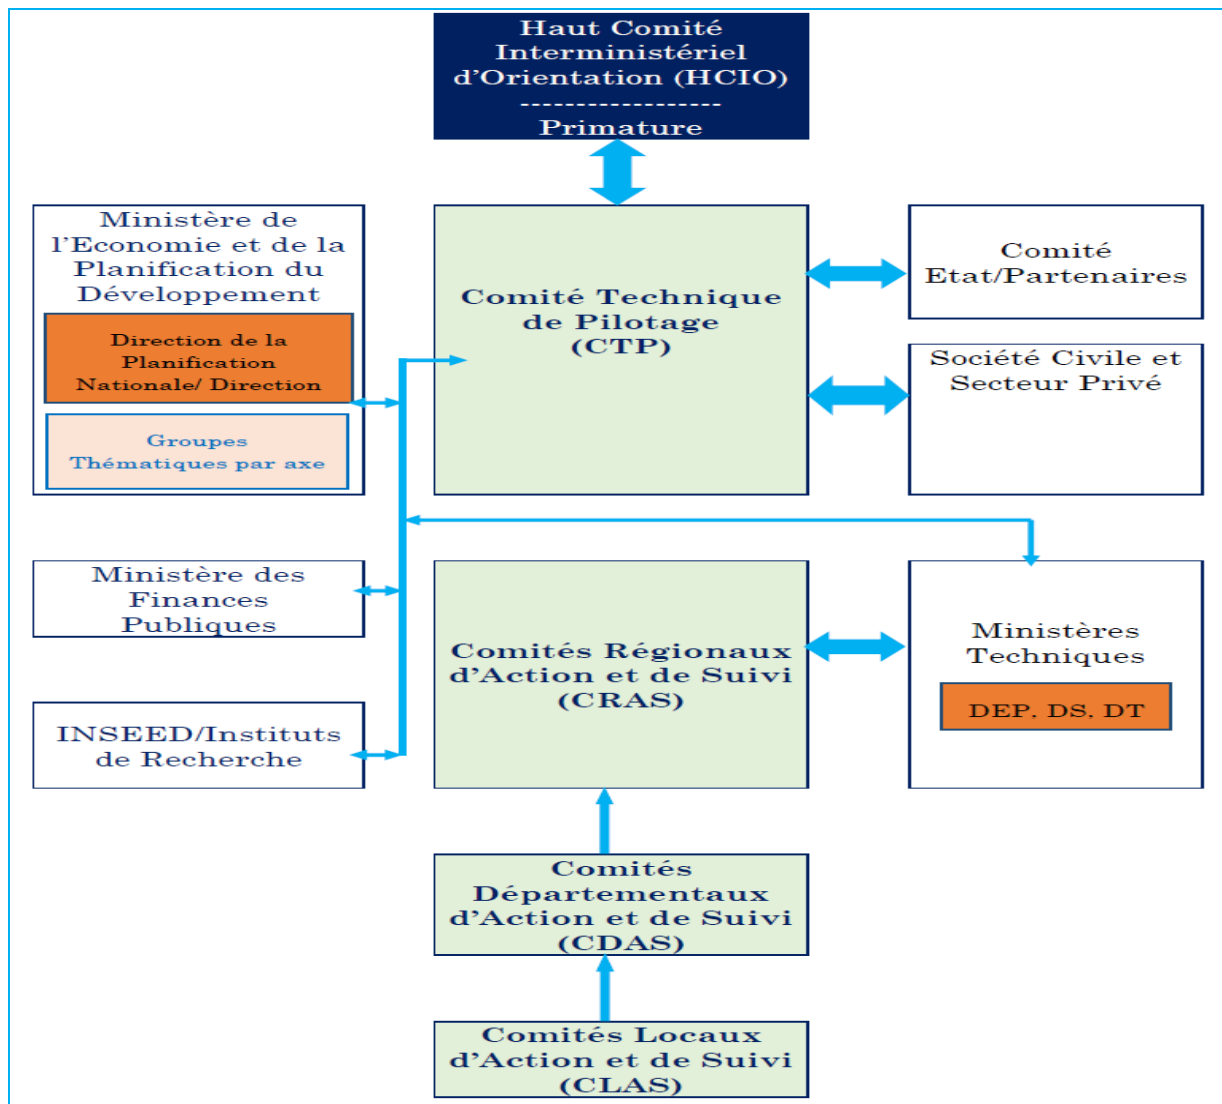 Haut Comité
Interministériel
d'Orientation (HCIO)
------------------
Primature
Ministère de
l'Economie et de la
Planification du
Développement
Direction de la
Planification
Nationale/ Direction
Groupes
Thématiques par axe
Comité Technique
de Pilotage
(CTP)
Comité
Etat/Partenaires
Société Civile et
Secteur Privé
Ministère des
Finances
Publiques
Comités Régionaux
d'Action et de Suivi
(CRAS)
Ministères
Techniques
DEP, DS, DT
INSEED/Instituts
de Recherche
Comités
Départementaux
d'Action et de Suivi
(CDAS)
Comités Locaux
d'Action et de Suivi
(CLAS)